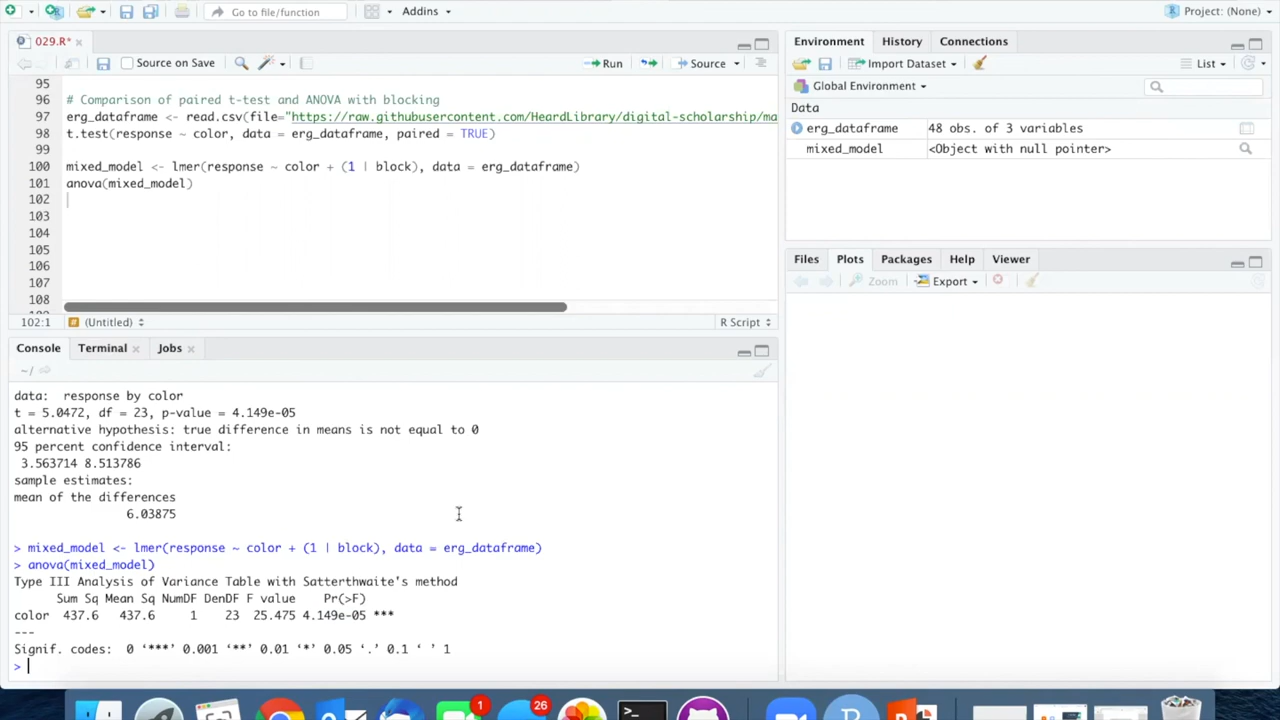 Go to file/function
Addins
Project: (None)
029.R*
Source on Save
Run
Source
95
96 # Comparison of paired t-test and ANOVA with blocking
97 erg_dataframe <- read.csv(file="https://raw.githubusercontent.com/HeardLibrary/digital-scholarship/ma
98 t.test(response ~ color, data = erg_dataframe, paired = TRUE)
99
100 mixed_model <- lmer(response ~ color + (1 | block), data = erg_dataframe)
101 anova(mixed_model)
102
103
104
105
106
107
108
102:1
(Untitled)
R Script
Console
Terminal
Jobs
~/
data: response by color
t = 5.0472, df = 23, p-value = 4.149e-05
alternative hypothesis: true difference in means is not equal to 0
95 percent confidence interval:
3.563714 8.513786
sample estimates:
mean of the differences
6.03875
> mixed_model <- lmer(response ~ color + (1 | block), data = erg_dataframe)
> anova(mixed_model)
Type III Analysis of Variance Table with Satterthwaite's method
Sum Sq Mean Sq NumDF DenDF F value Pr(>F)
color 437.6 437.6 1 23 25.475 4.149e-05 ***
---
Signif. codes: 0 ‘***’ 0.001 ‘**’ 0.01 ‘*’ 0.05 ‘.’ 0.1 ‘ ’ 1
>
Environment
History
Connections
Import Dataset
List
Global Environment
Data
erg_dataframe 48 obs. of 3 variables
mixed_model <Object with null pointer>
Files
Plots
Packages
Help
Viewer
Zoom
Export
1
26
>_
R
P